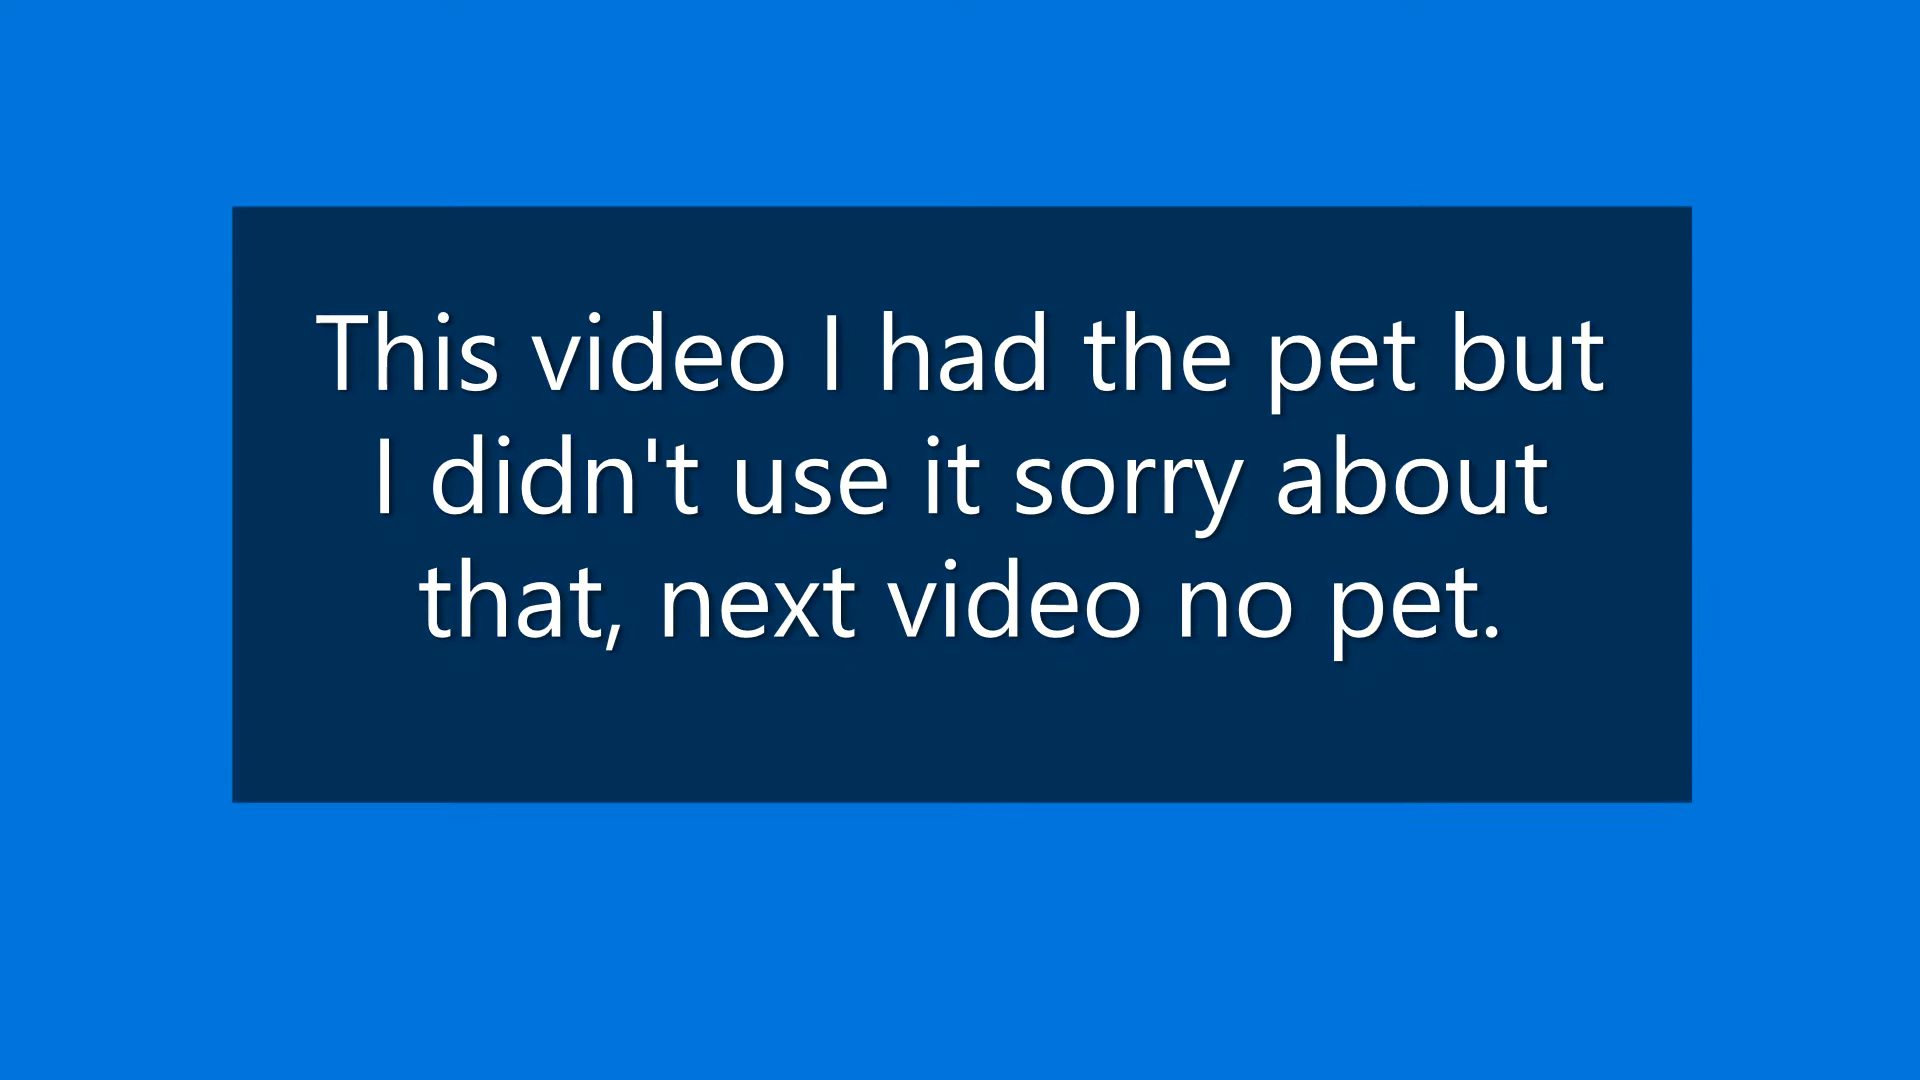 This video I had the pet but
I didn't use it sorry about
that, next video no pet.